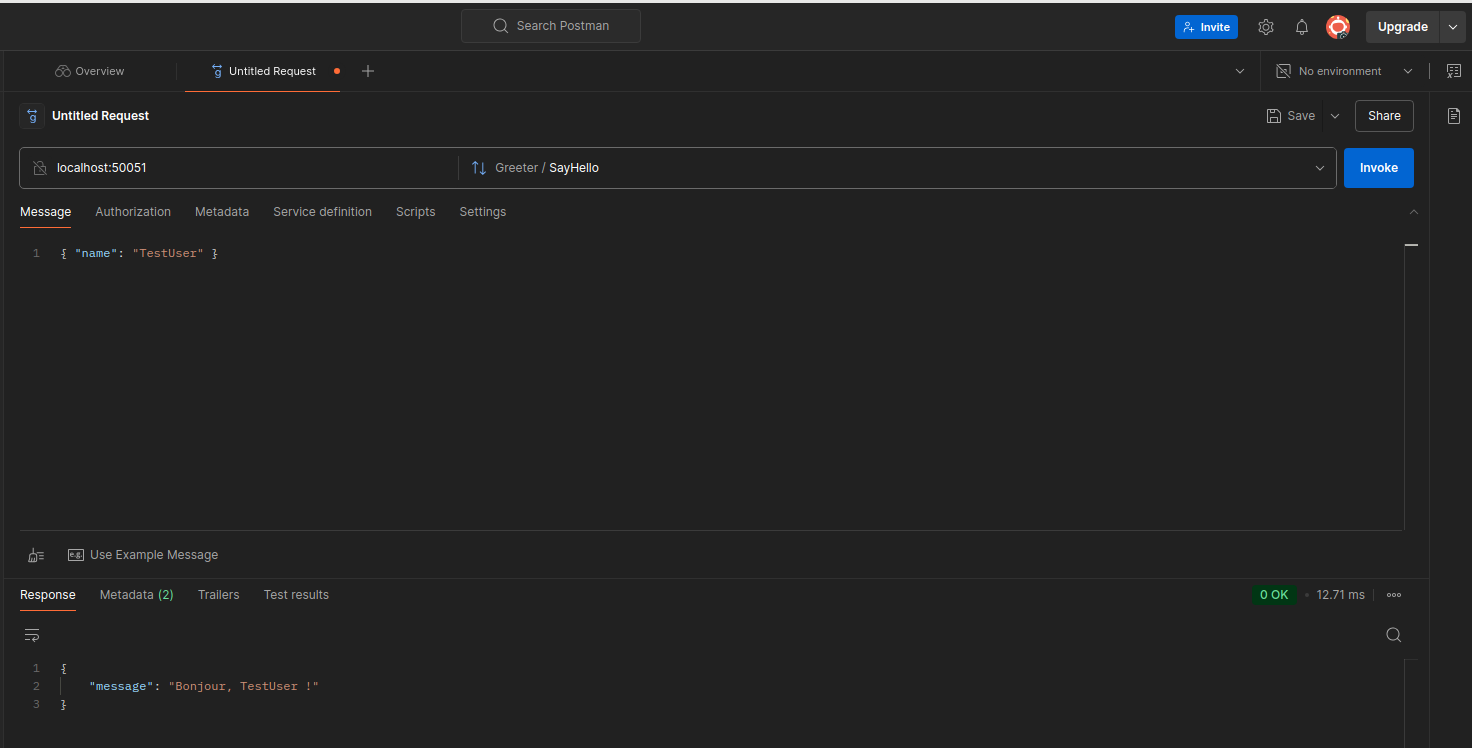 Search Postman
Invite
Upgrade
Overview
Untitled Request
No environment
Untitled Request
Save
Share
localhost:50051
Greeter / SayHello
Invoke
Message
Authorization
Metadata
Service definition
Scripts
Settings
1 { "name": "TestUser" }
e.g. Use Example Message
Response
Metadata (2)
Trailers
Test results
0 OK
12.71 ms
1 {
2 "message": "Bonjour, TestUser !"
3 }